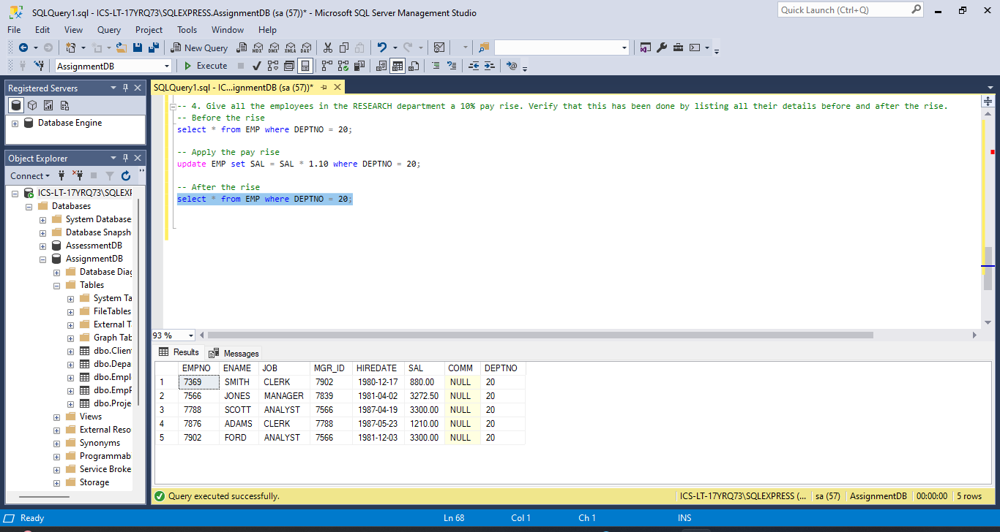 SQLQuery1.sql - ICS-LT-17YRQ73\SQLEXPRESS.AssignmentDB (sa (57))* - Microsoft SQL Server Management Studio
Quick Launch (Ctrl+Q)
File Edit View Query Project Tools Window Help
New Query MDX DMX XMLA DAX
AssignmentDB Execute
Registered Servers
Database Engine
Object Explorer
Connect
ICS-LT-17YRQ73\SQLEXF
Databases
System Database
Database Snapsh
AssessmentDB
AssignmentDB
Database Diag
Tables
System Ta
FileTables
External T
Graph Tab
dbo.Clien
dbo.Depa
dbo.Empl
dbo.EmpF
dbo.Proje
Views
External Reso
Synonyms
Programmab
Service Broke
Storage
SQLQuery1.sql - IC...ignmentDB (sa (57))*
-- 4. Give all the employees in the RESEARCH department a 10% pay rise. Verify that this has been done by listing all their details before and after the rise.
-- Before the rise
select * from EMP where DEPTNO = 20;
-- Apply the pay rise
update EMP set SAL = SAL * 1.10 where DEPTNO = 20;
-- After the rise
select * from EMP where DEPTNO = 20;
93 %
Results Messages
EMPNO ENAME JOB MGR_ID HIREDATE SAL COMM DEPTNO
1 7369 SMITH CLERK 7902 1980-12-17 880.00 NULL 20
2 7566 JONES MANAGER 7839 1981-04-02 3272.50 NULL 20
3 7788 SCOTT ANALYST 7566 1987-04-19 3300.00 NULL 20
4 7876 ADAMS CLERK 7788 1987-05-23 1210.00 NULL 20
5 7902 FORD ANALYST 7566 1981-12-03 3300.00 NULL 20
Query executed successfully. ICS-LT-17YRQ73\SQLEXPRESS (... sa (57) AssignmentDB 00:00:00 5 rows
Ready Ln 68 Col 1 Ch 1 INS